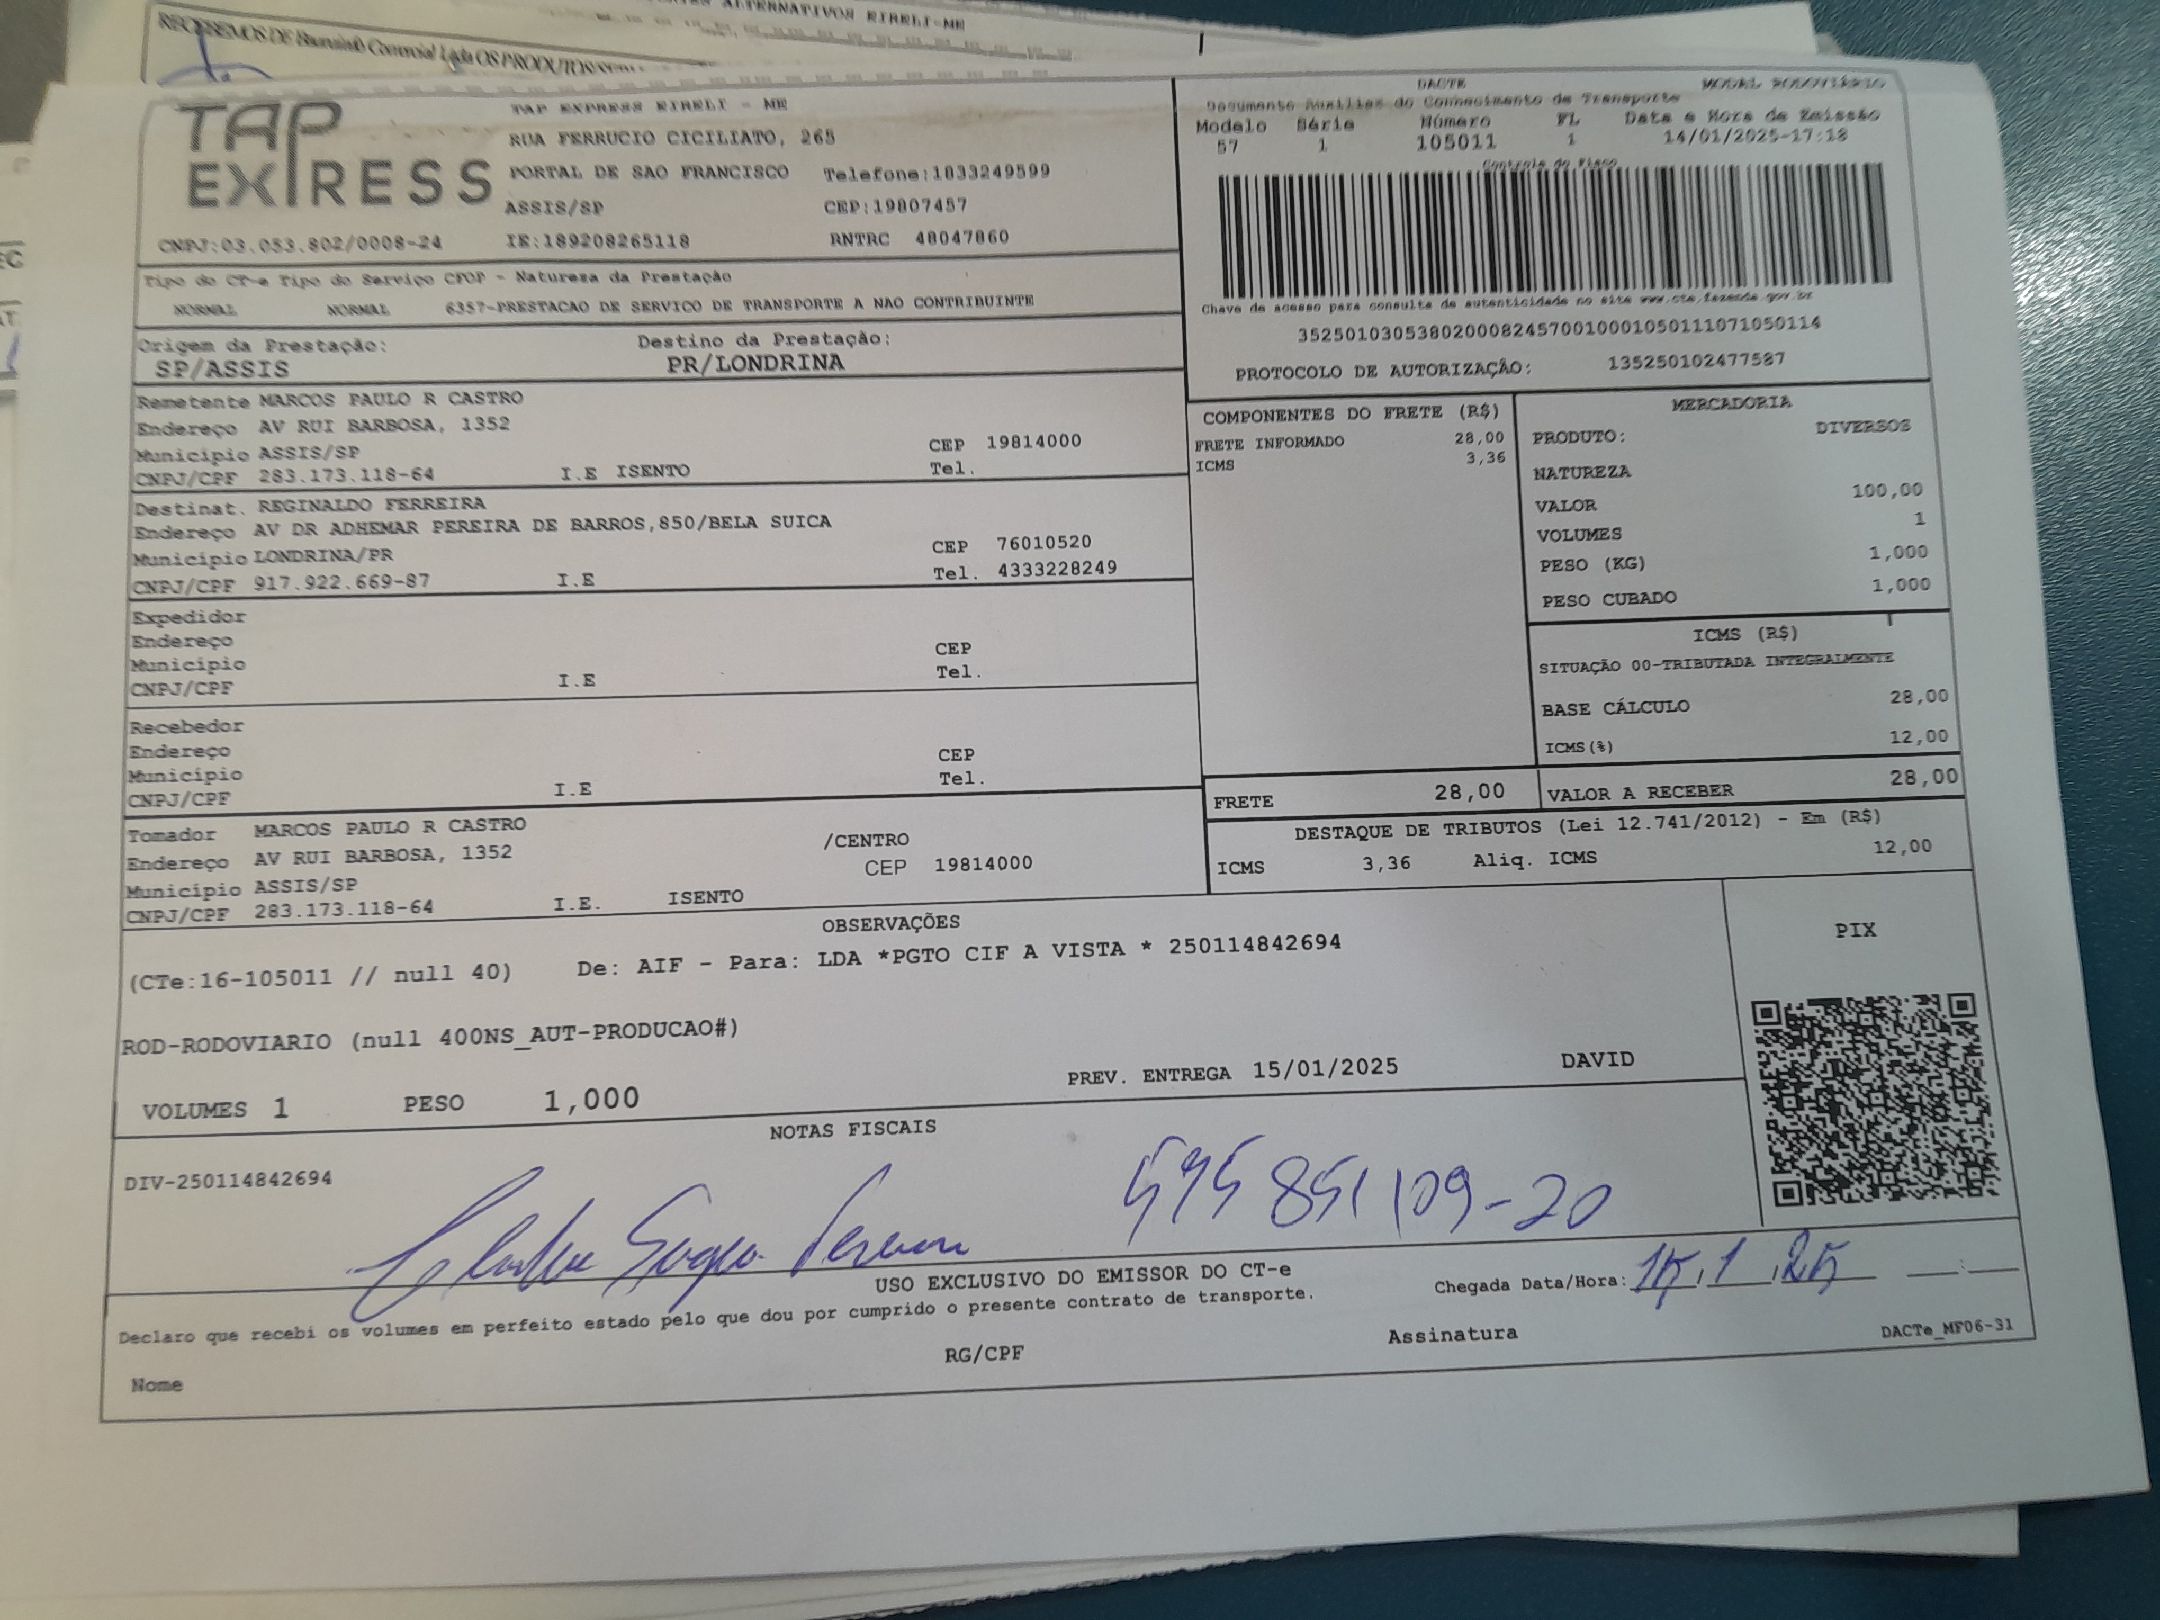 ALTERNATIVOS EIRELI-ME
TAP EXPRESS
TAP EXPRESS EIRELI - ME
RUA FERRUCIO CICILIATO, 265
PORTAL DE SAO FRANCISCO Telefone:1833249599
ASSIS/SP CEP:19807457
CNPJ:03.053.802/0008-24 IE:189208265118 RNTRC 48047860
DACTE MODAL RODOVIÁRIO
Documento Auxiliar do Conhecimento de Transporte
Modelo Série Número FL Data e Hora de Emissão
57 1 105011 1 14/01/2025-17:18
Controle do Fisco
Chave de acesso para consulta de autenticidade no site www.cte.fazenda.gov.br
35250103053802000824570010001050111071050114
PROTOCOLO DE AUTORIZAÇÃO: 135250102477587
Tipo do CT-e Tipo do Serviço CFOP - Natureza da Prestação
NORMAL NORMAL 6357-PRESTACAO DE SERVICO DE TRANSPORTE A NAO CONTRIBUINTE
Origem da Prestação: Destino da Prestação:
SP/ASSIS PR/LONDRINA
Remetente MARCOS PAULO R CASTRO
Endereço AV RUI BARBOSA, 1352
Município ASSIS/SP CEP 19814000
CNPJ/CPF 283.173.118-64 I.E ISENTO Tel.
Destinat. REGINALDO FERREIRA
Endereço AV DR ADHEMAR PEREIRA DE BARROS,850/BELA SUICA
Município LONDRINA/PR CEP 76010520
CNPJ/CPF 917.922.669-87 I.E Tel. 4333228249
Expedidor
Endereço
Município CEP
CNPJ/CPF I.E Tel.
Recebedor
Endereço
Município CEP
CNPJ/CPF I.E Tel.
Tomador MARCOS PAULO R CASTRO
Endereço AV RUI BARBOSA, 1352 /CENTRO
Município ASSIS/SP CEP 19814000
CNPJ/CPF 283.173.118-64 I.E. ISENTO
COMPONENTES DO FRETE (R$)
FRETE INFORMADO 28,00
ICMS 3,36
MERCADORIA
PRODUTO: DIVERSOS
NATUREZA
VALOR 100,00
VOLUMES 1
PESO (KG) 1,000
PESO CUBADO 1,000
ICMS (R$)
SITUAÇÃO 00-TRIBUTADA INTEGRALMENTE
BASE CÁLCULO 28,00
ICMS(%) 12,00
FRETE 28,00 VALOR A RECEBER 28,00
DESTAQUE DE TRIBUTOS (Lei 12.741/2012) - Em (R$)
ICMS 3,36 Aliq. ICMS 12,00
OBSERVAÇÕES
(CTe:16-105011 // null 40) De: AIF - Para: LDA *PGTO CIF A VISTA * 250114842694
ROD-RODOVIARIO (null 400NS_AUT-PRODUCAO#)
PREV. ENTREGA 15/01/2025 DAVID
VOLUMES 1 PESO 1,000
PIX
NOTAS FISCAIS
DIV-250114842694
USO EXCLUSIVO DO EMISSOR DO CT-e
Chegada Data/Hora: 15,1,25 __:__
Declaro que recebi os volumes em perfeito estado pelo que dou por cumprido o presente contrato de transporte.
Nome RG/CPF Assinatura DACTe_MF06-31